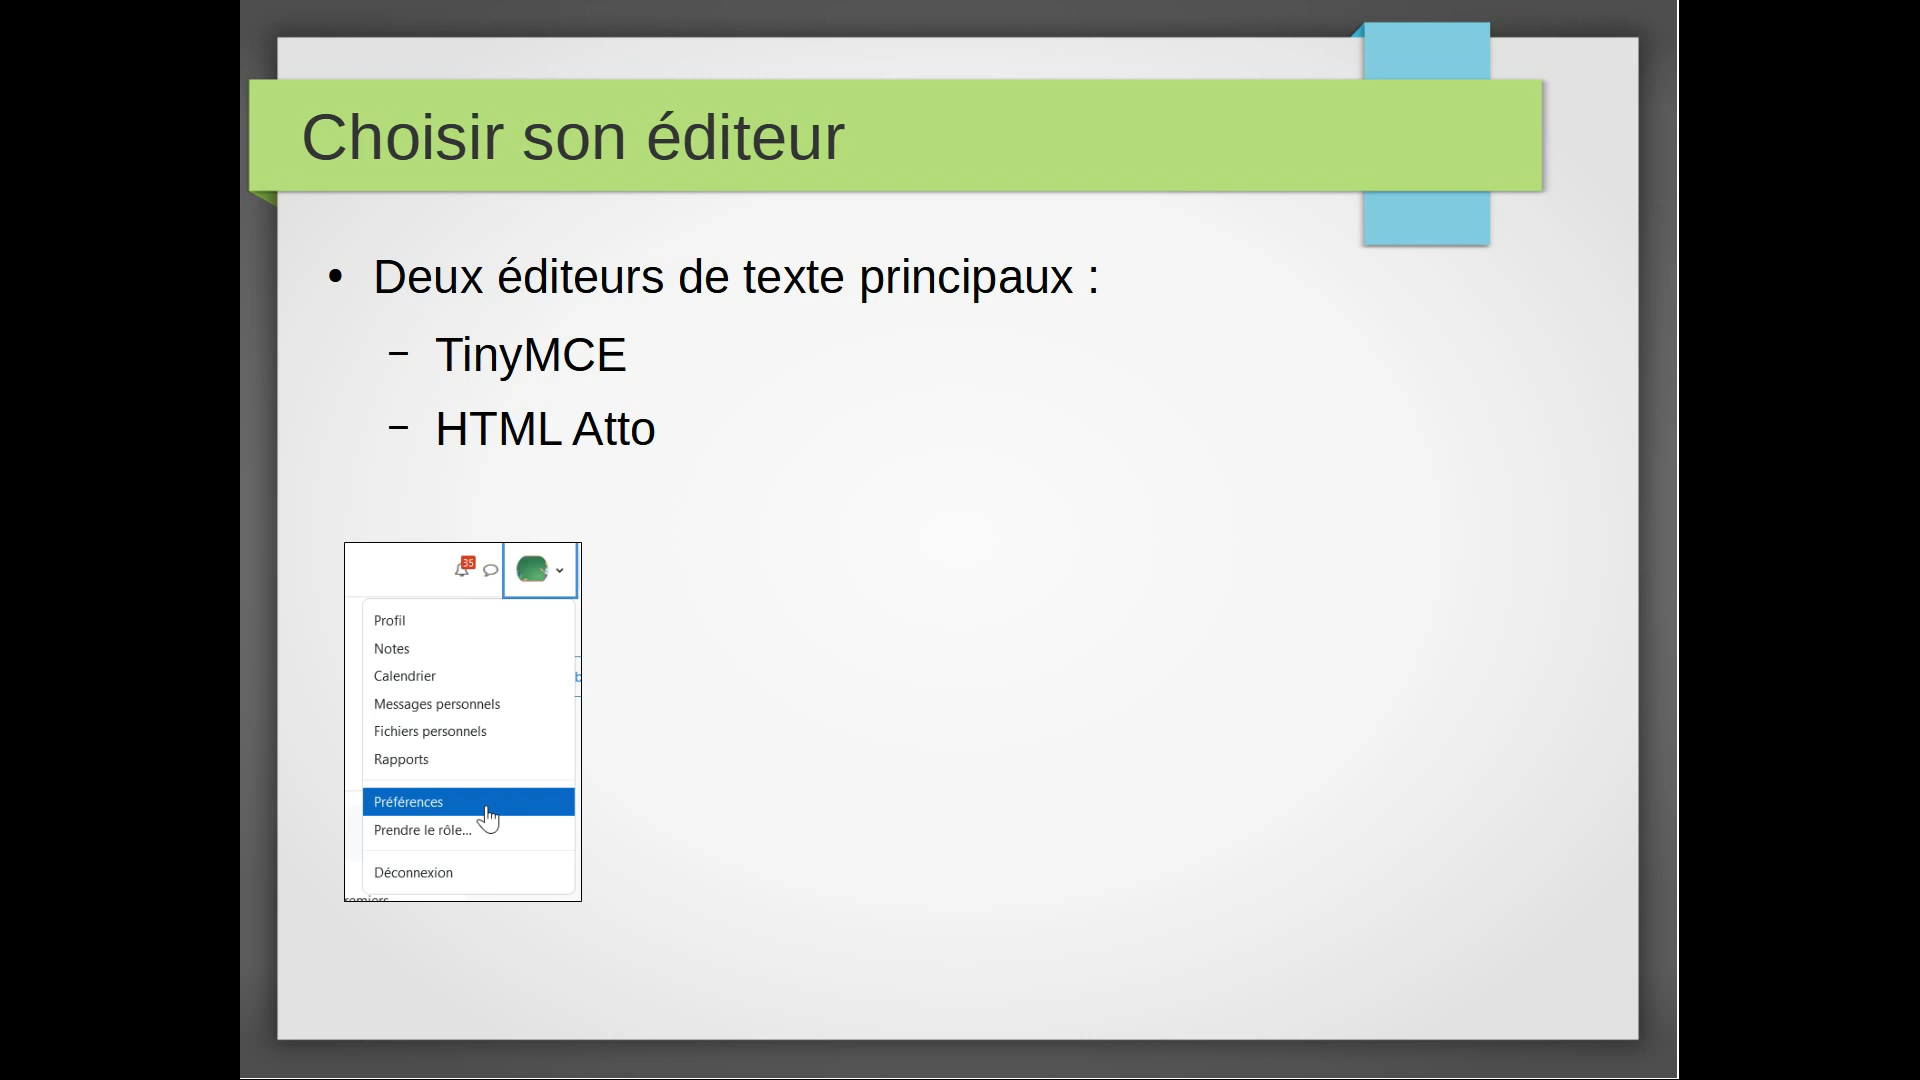 Choisir son éditeur
• Deux éditeurs de texte principaux :
– TinyMCE
– HTML Atto
35
Profil
Notes
Calendrier
Messages personnels
Fichiers personnels
Rapports
Préférences
Prendre le rôle...
Déconnexion